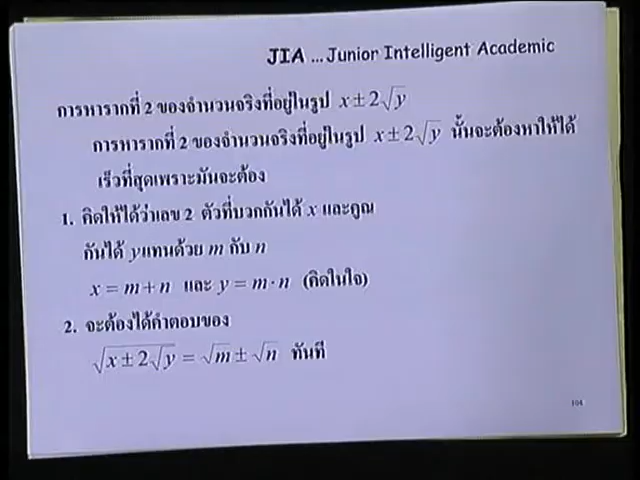 JIA ... Junior Intelligent Academic
การหารากที่ 2 ของจำนวนจริงที่อยู่ในรูป x ± 2√y
การหารากที่ 2 ของจำนวนจริงที่อยู่ในรูป x ± 2√y นั้นจะต้องหาให้ได้
เร็วที่สุดเพราะมันจะต้อง
1. คิดให้ได้ว่าเลข 2 ตัวที่บวกกันได้ x และคูณ
กันได้ y แทนด้วย m กับ n
x = m + n และ y = m · n (คิดในใจ)
2. จะต้องได้คำตอบของ
√(x ± 2√y) = √m ± √n ทันที
104